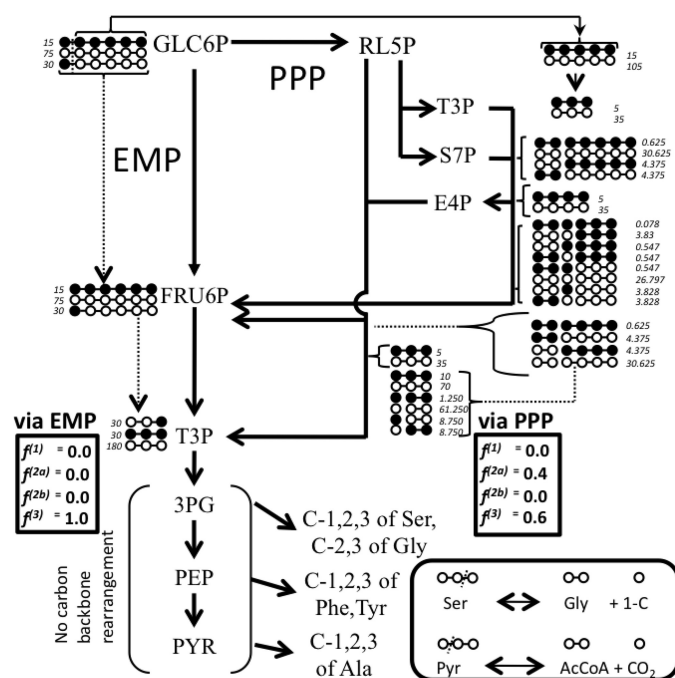 15 GLC6P RL5P 15
75 105
30 PPP
T3P 5
35
EMP S7P 0.625
30.625
4.375
4.375
E4P 5
35
0.078
3.83
0.547
0.547
0.547
26.797
3.828
3.828
15 FRU6P
75
30
0.625
4.375
4.375
30.625
5
35
10
70
1.250
61.250
8.750
8.750
30 T3P
30
180
via EMP
f(1) = 0.0
f(2a) = 0.0
f(2b) = 0.0
f(3) = 1.0
via PPP
f(1) = 0.0
f(2a) = 0.4
f(2b) = 0.0
f(3) = 0.6
No carbon
backbone
rearrangement
3PG
PEP
PYR
C-1,2,3 of Ser,
C-2,3 of Gly
C-1,2,3 of
Phe,Tyr
C-1,2,3
of Ala
Ser Gly + 1-C
Pyr AcCoA + CO2